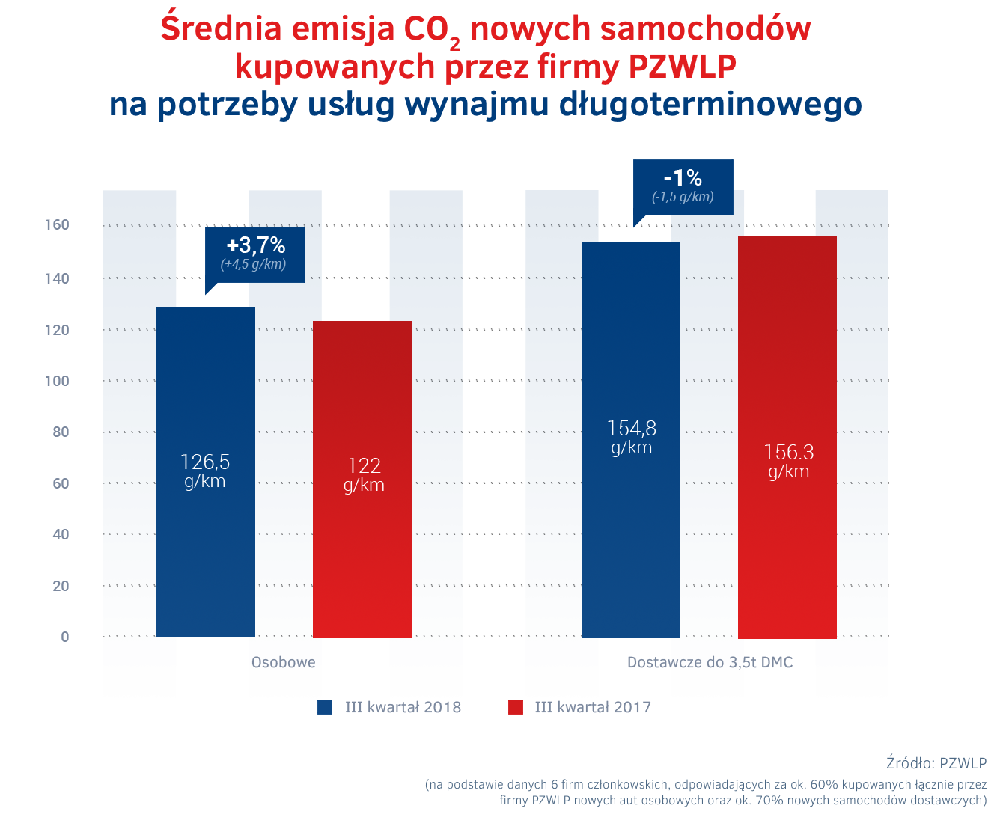 Średnia emisja CO₂ nowych samochodów
kupowanych przez firmy PZWLP
na potrzeby usług wynajmu długoterminowego
-1%
(-1,5 g/km)
160
+3,7%
(+4,5 g/km)
140
120
100
80
60
40
20
0
126,5
g/km
122
g/km
154,8
g/km
156.3
g/km
Osobowe
Dostawcze do 3,5t DMC
III kwartał 2018
III kwartał 2017
Źródło: PZWLP
(na podstawie danych 6 firm członkowskich, odpowiadających za ok. 60% kupowanych łącznie przez
firmy PZWLP nowych aut osobowych oraz ok. 70% nowych samochodów dostawczych)